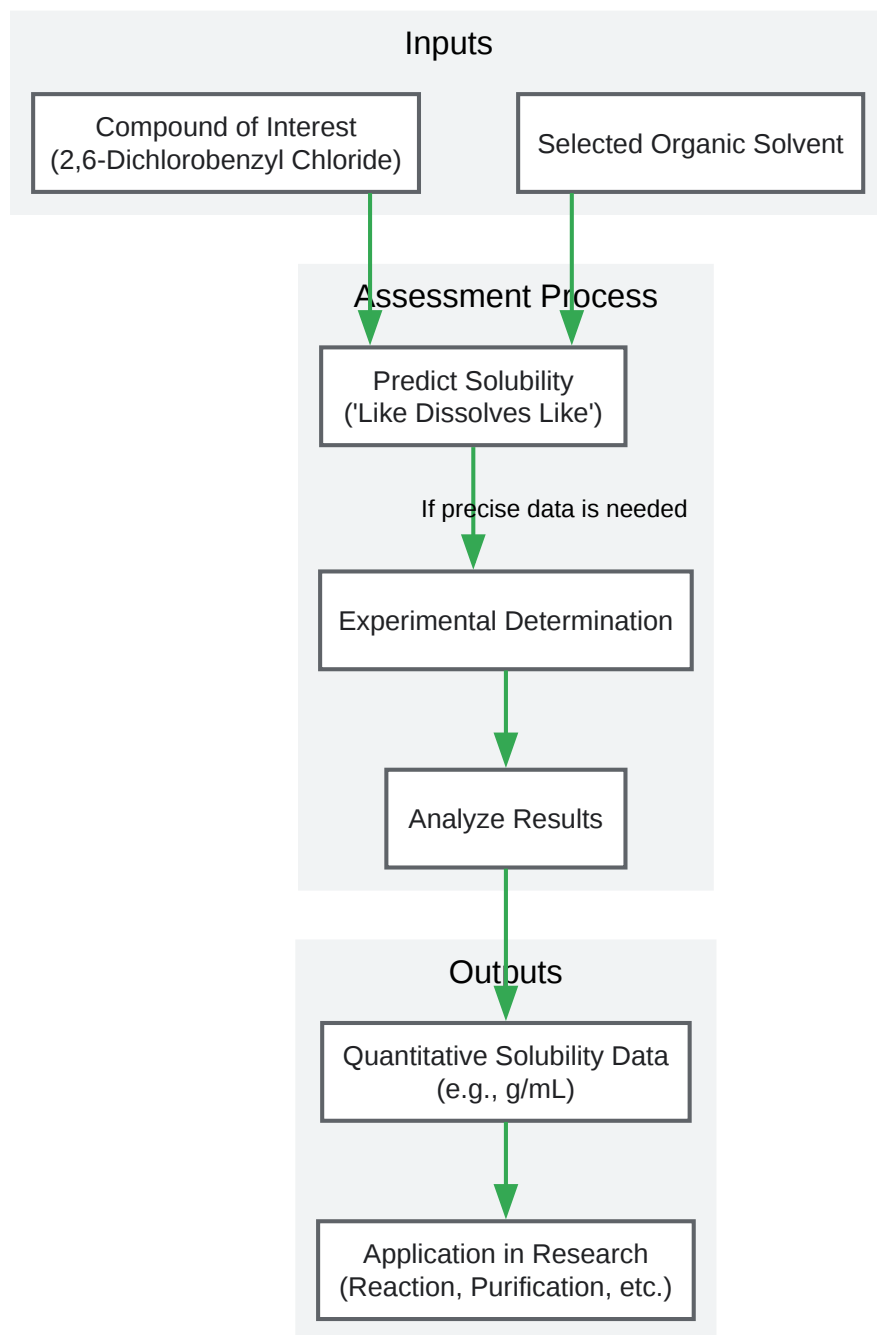 Inputs
Compound of Interest
(2,6-Dichlorobenzyl Chloride)
Selected Organic Solvent
Assessment Process
Predict Solubility
('Like Dissolves Like')
If precise data is needed
Experimental Determination
Analyze Results
Outputs
Quantitative Solubility Data
(e.g., g/mL)
Application in Research
(Reaction, Purification, etc.)